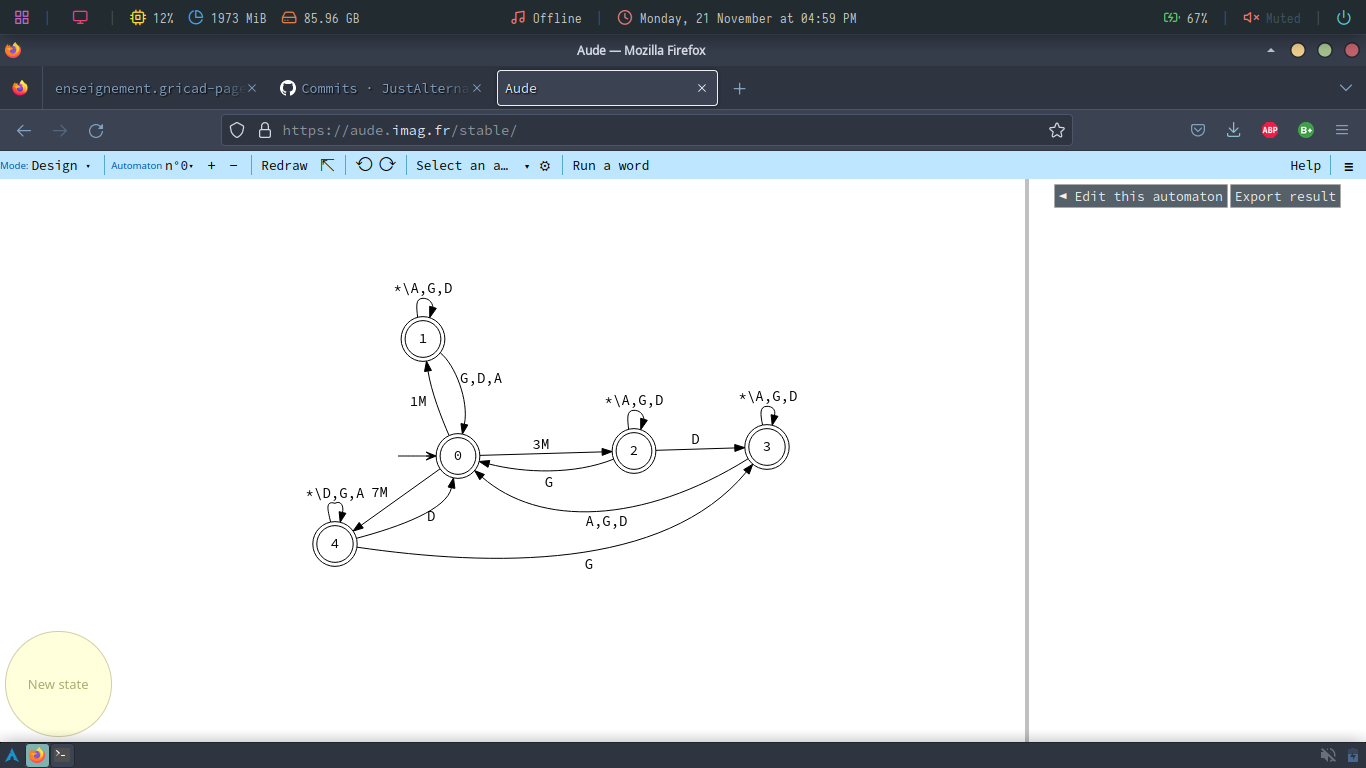 12% 1973 MiB 85.96 GB Offline Monday, 21 November at 04:59 PM 67% Muted
Aude — Mozilla Firefox
enseignement.gricad-page Commits · JustAlterna Aude
https://aude.imag.fr/stable/ ABP B+
Mode: Design Automaton n°0 + − Redraw Select an a… Run a word Help
Edit this automaton Export result
*\A,G,D
1
G,D,A
1M
*\A,G,D
*\A,G,D
0
3M
2
D
3
G
*\D,G,A 7M
D
A,G,D
4
G
New state